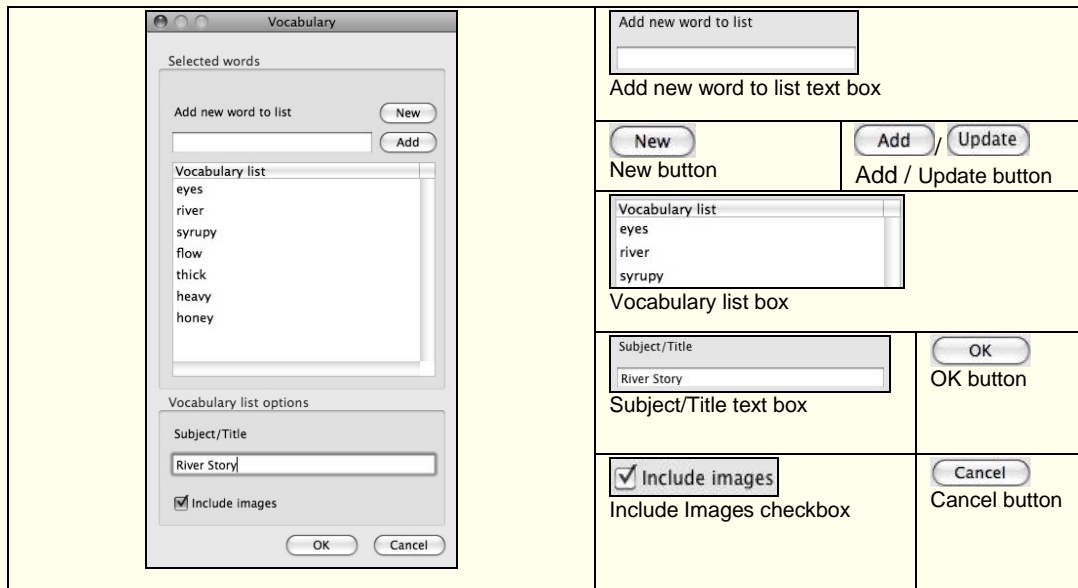 Vocabulary
Selected words
Add new word to list
New
Add
Vocabulary list
eyes
river
syrupy
flow
thick
heavy
honey
Vocabulary list options
Subject/Title
River Story
Include images
OK
Cancel
Add new word to list
Add new word to list text box
New
New button
Add / Update
Add / Update button
Vocabulary list
eyes
river
syrupy
Vocabulary list box
Subject/Title
River Story
Subject/Title text box
OK
OK button
Include images
Include Images checkbox
Cancel
Cancel button